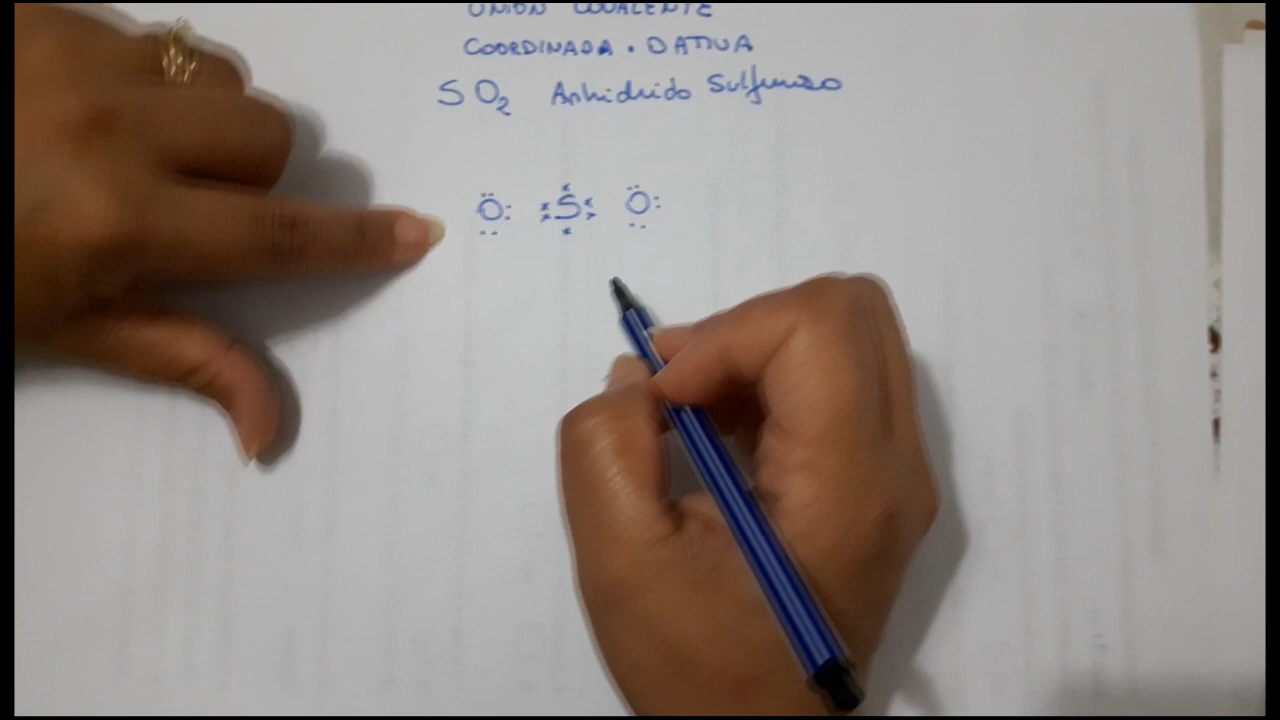 UNION COVALENTE
COORDINADA . DATIVA
SO₂ Anhidrido Sulfuroso
O S O